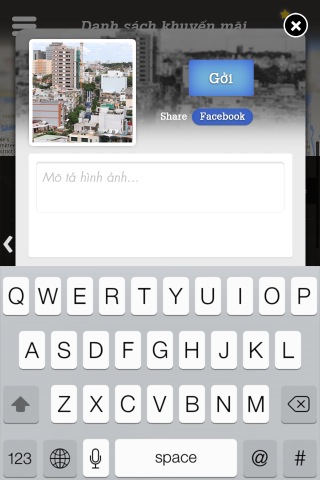 Danh sách khuyến mãi
Gởi
Share Facebook
Mô tả hình ảnh...
Q W E R T Y U I O P
A S D F G H J K L
Z X C V B N M
123 space @ #